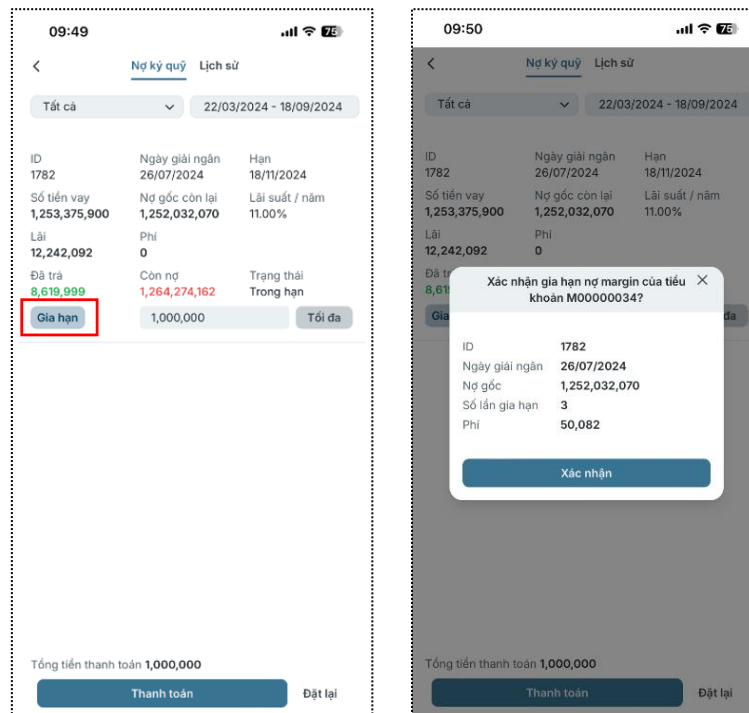 09:49
75
Nợ ký quỹ Lịch sử
Tất cả 22/03/2024 - 18/09/2024
ID Ngày giải ngân Hạn
1782 26/07/2024 18/11/2024
Số tiền vay Nợ gốc còn lại Lãi suất / năm
1,253,375,900 1,252,032,070 11.00%
Lãi Phí
12,242,092 0
Đã trả Còn nợ Trạng thái
8,619,999 1,264,274,162 Trong hạn
Gia hạn 1,000,000 Tối đa
Tổng tiền thanh toán 1,000,000
Thanh toán Đặt lại
09:50
75
Nợ ký quỹ Lịch sử
Tất cả 22/03/2024 - 18/09/2024
ID Ngày giải ngân Hạn
1782 26/07/2024 18/11/2024
Số tiền vay Nợ gốc còn lại Lãi suất / năm
1,253,375,900 1,252,032,070 11.00%
Lãi Phí
12,242,092 0
Đã tr
8,61
Gia đa
Xác nhận gia hạn nợ margin của tiểu
khoản M00000034?
ID 1782
Ngày giải ngân 26/07/2024
Nợ gốc 1,252,032,070
Số lần gia hạn 3
Phí 50,082
Xác nhận
Tổng tiền thanh toán 1,000,000
Thanh toán Đặt lại